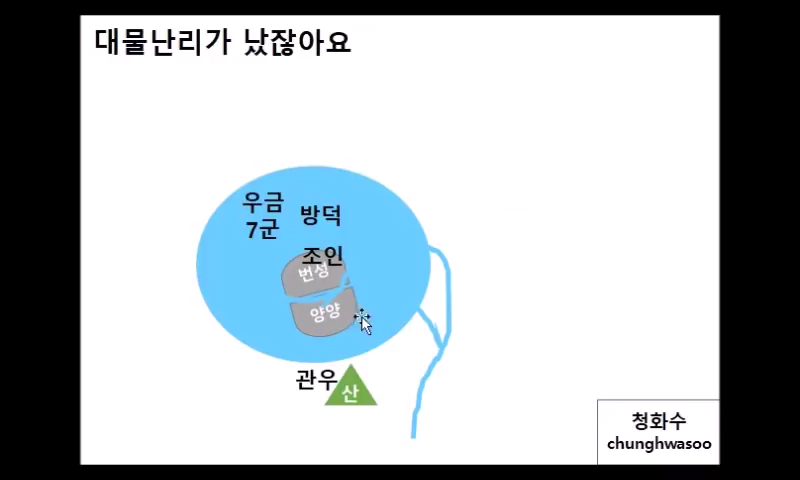 대물난리가 났잖아요
우금
7군
방덕
조인
번성
양양
관우
산
청화수
chunghwasoo